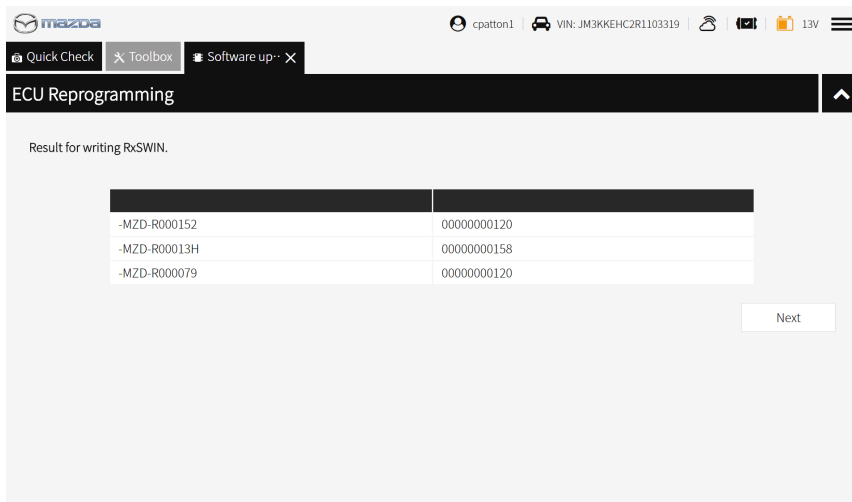 mazda
cpatton1 VIN: JM3KKEHC2R1103319 13V
Quick Check Toolbox Software up··
ECU Reprogramming
Result for writing RxSWIN.
-MZD-R000152 00000000120
-MZD-R00013H 00000000158
-MZD-R000079 00000000120
Next